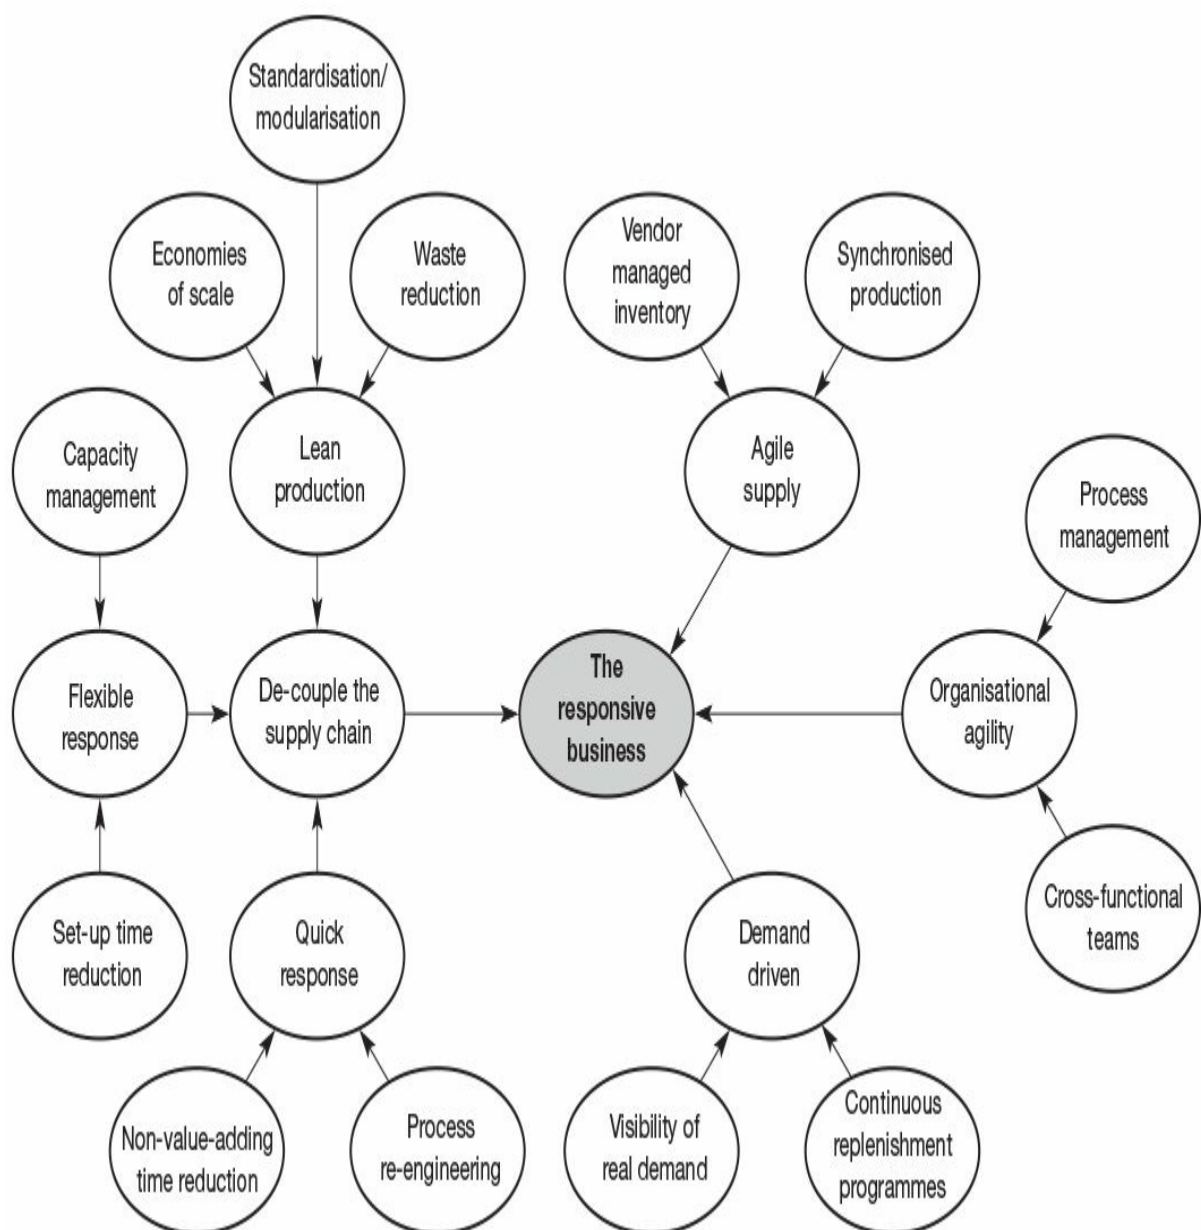 Standardisation/
modularisation
Economies
of scale
Waste
reduction
Vendor
managed
inventory
Synchronised
production
Capacity
management
Lean
production
Agile
supply
Process
management
Flexible
response
De-couple the
supply chain
The
responsive
business
Organisational
agility
Set-up time
reduction
Quick
response
Demand
driven
Cross-functional
teams
Non-value-adding
time reduction
Process
re-engineering
Visibility of
real demand
Continuous
replenishment
programmes